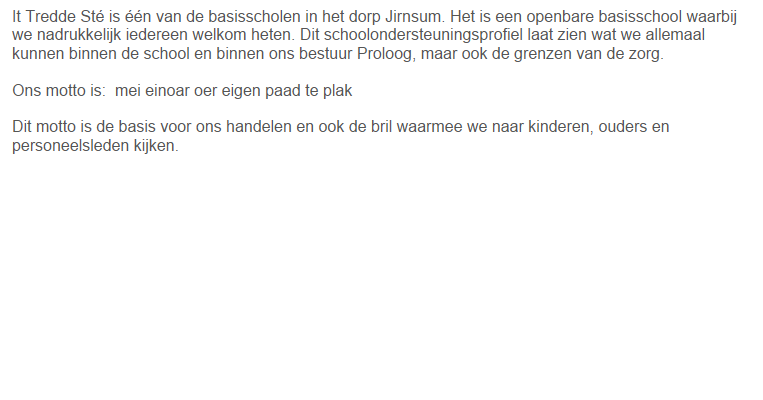 It Tredde Sté is één van de basisscholen in het dorp Jirnsum. Het is een openbare basisschool waarbij
we nadrukkelijk iedereen welkom heten. Dit schoolondersteuningsprofiel laat zien wat we allemaal
kunnen binnen de school en binnen ons bestuur Proloog, maar ook de grenzen van de zorg.
Ons motto is:  mei einoar oer eigen paad te plak
Dit motto is de basis voor ons handelen en ook de bril waarmee we naar kinderen, ouders en
personeelsleden kijken.